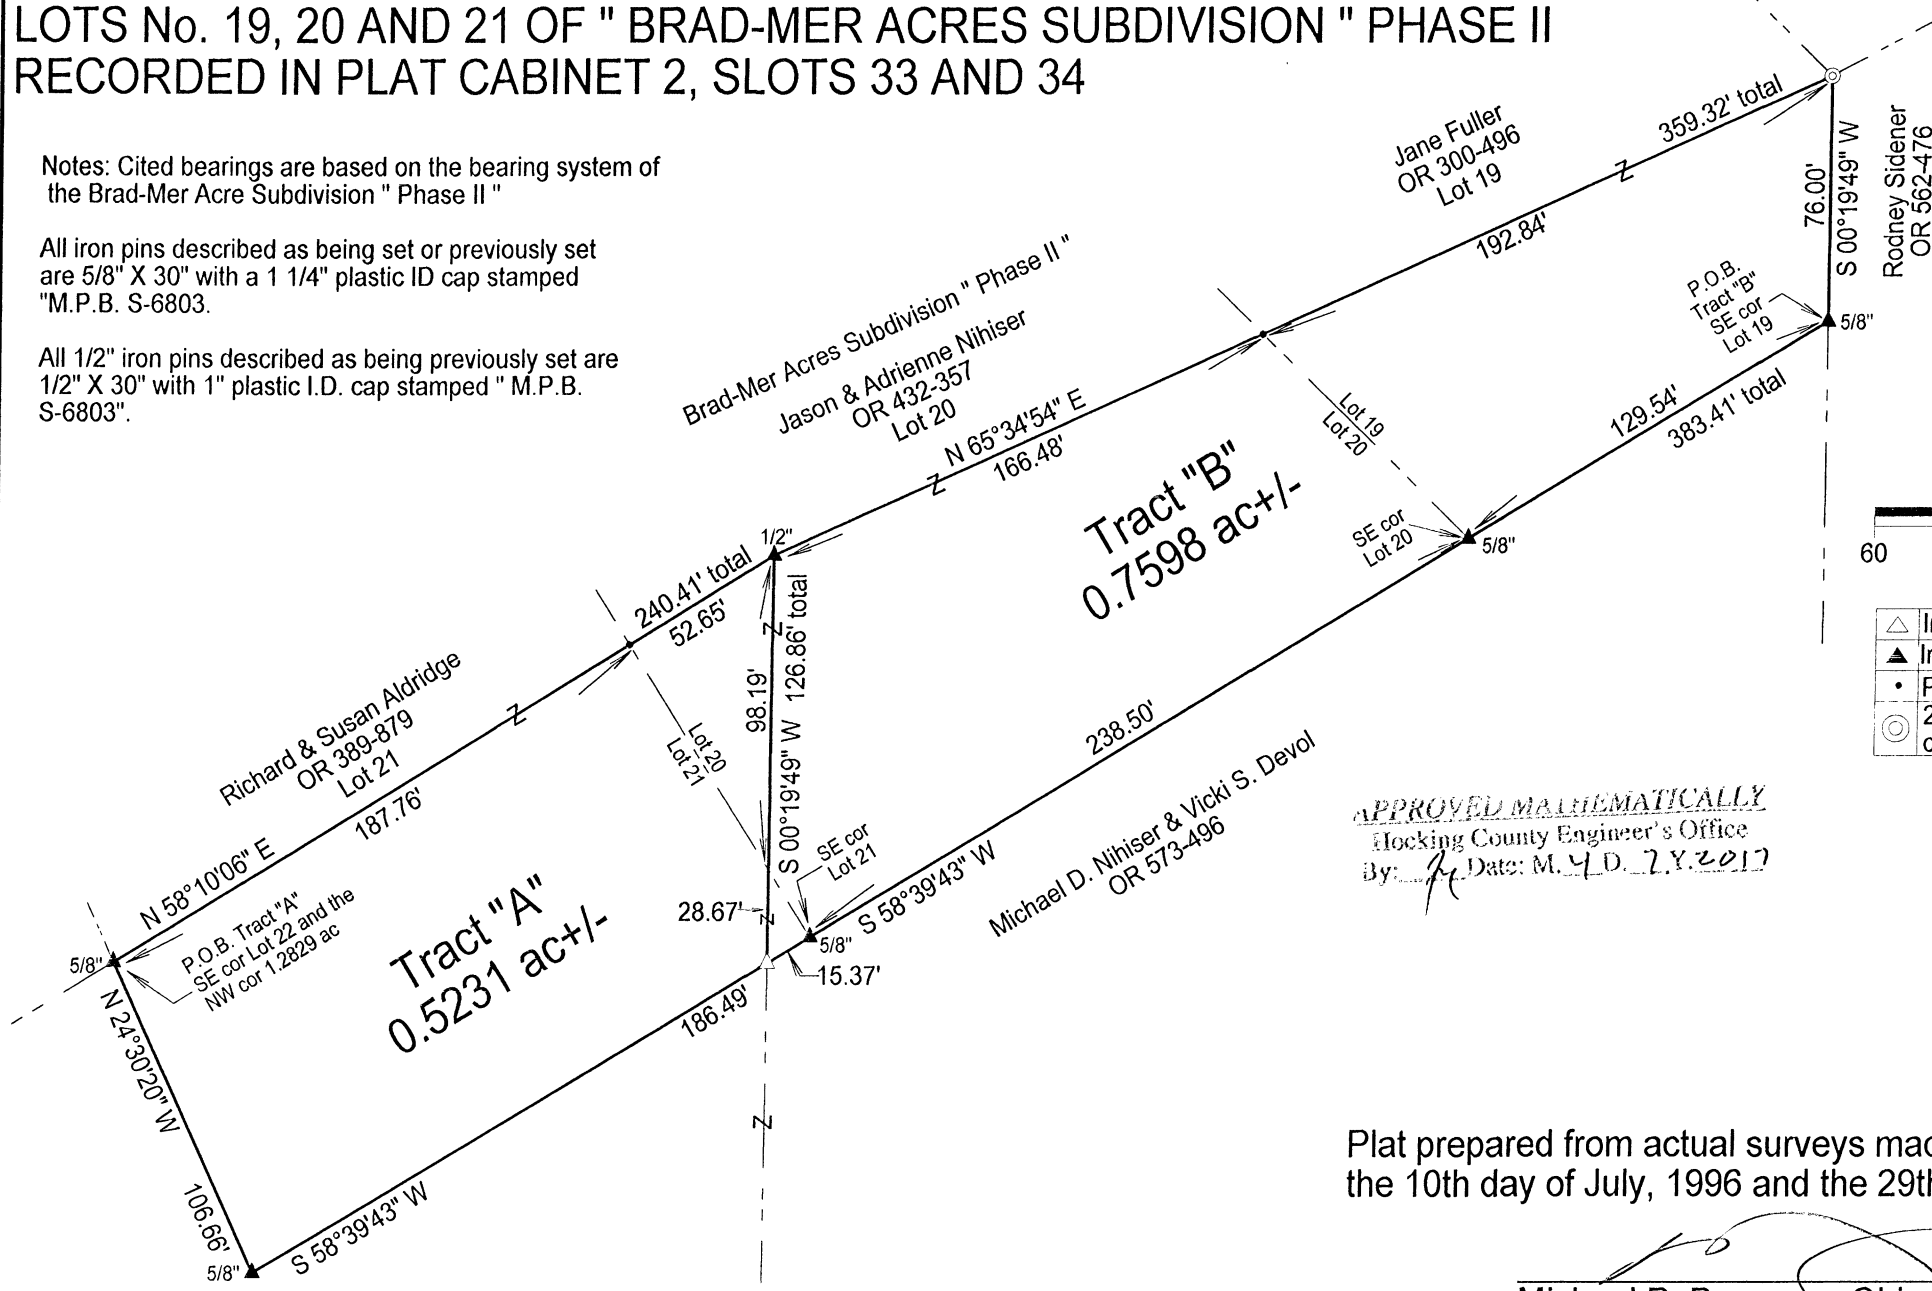 LOTS No. 19, 20 AND 21 OF " BRAD-MER ACRES SUBDIVISION " PHASE II
RECORDED IN PLAT CABINET 2, SLOTS 33 AND 34
Notes: Cited bearings are based on the bearing system of
the Brad-Mer Acre Subdivision " Phase II "
All iron pins described as being set or previously set
are 5/8" X 30" with a 1 1/4" plastic ID cap stamped
"M.P.B. S-6803.
All 1/2" iron pins described as being previously set are
1/2" X 30" with 1" plastic I.D. cap stamped " M.P.B.
S-6803".
Brad-Mer Acres Subdivision " Phase II "
Jason & Adrienne Nihiser
OR 432-357
Lot 20
Jane Fuller
OR 300-496
Lot 19
359.32' total
Z
192.84'
76.00'
S 00°19'49" W
Rodney Sidener
OR 562-476
P.O.B.
Tract "B"
SE cor
Lot 19
5/8"
N 65°34'54" E
166.48'
Z
Lot 19
Lot 20
129.54'
383.41' total
Tract "B"
0.7598 ac+/-
SE cor
Lot 20
5/8"
60
1/2"
240.41' total
52.65'
Z
126.86' total
98.19'
S 00°19'49" W
Richard & Susan Aldridge
OR 389-879
Lot 21
Z
187.76'
Lot 20
Lot 21
238.50'
Michael D. Nihiser & Vicki S. Devol
OR 573-496
S 58°39'43" W
SE cor
Lot 21
5/8"
15.37'
28.67'
Z
N 58°10'06" E
P.O.B. Tract "A"
SE cor Lot 22 and the
NW cor 1.2829 ac
5/8"
Tract "A"
0.5231 ac+/-
186.49'
N 24°30'20" W
106.66'
5/8"
S 58°39'43" W
Z
APPROVED MATHEMATICALLY
Hocking County Engineer's Office
By: Date: M. 4 D. 7 Y. 2017
Plat prepared from actual surveys
the 10th day of July, 1996 and the 29th